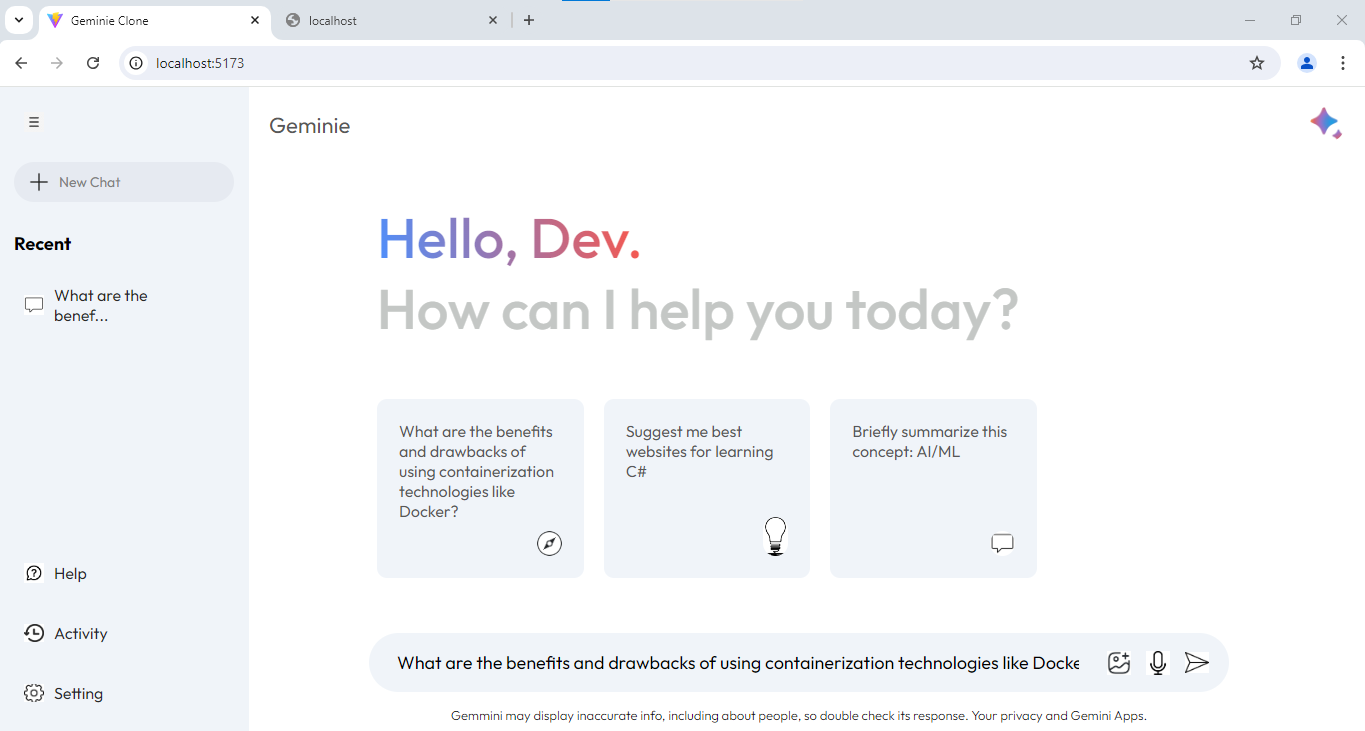 Geminie Clone
localhost
localhost:5173
Geminie
New Chat
Recent
What are the
benef...
Help
Activity
Setting
Hello, Dev.
How can I help you today?
What are the benefits
and drawbacks of
using containerization
technologies like
Docker?
Suggest me best
websites for learning
C#
Briefly summarize this
concept: AI/ML
What are the benefits and drawbacks of using containerization technologies like Docke
Gemmini may display inaccurate info, including about people, so double check its response. Your privacy and Gemini Apps.